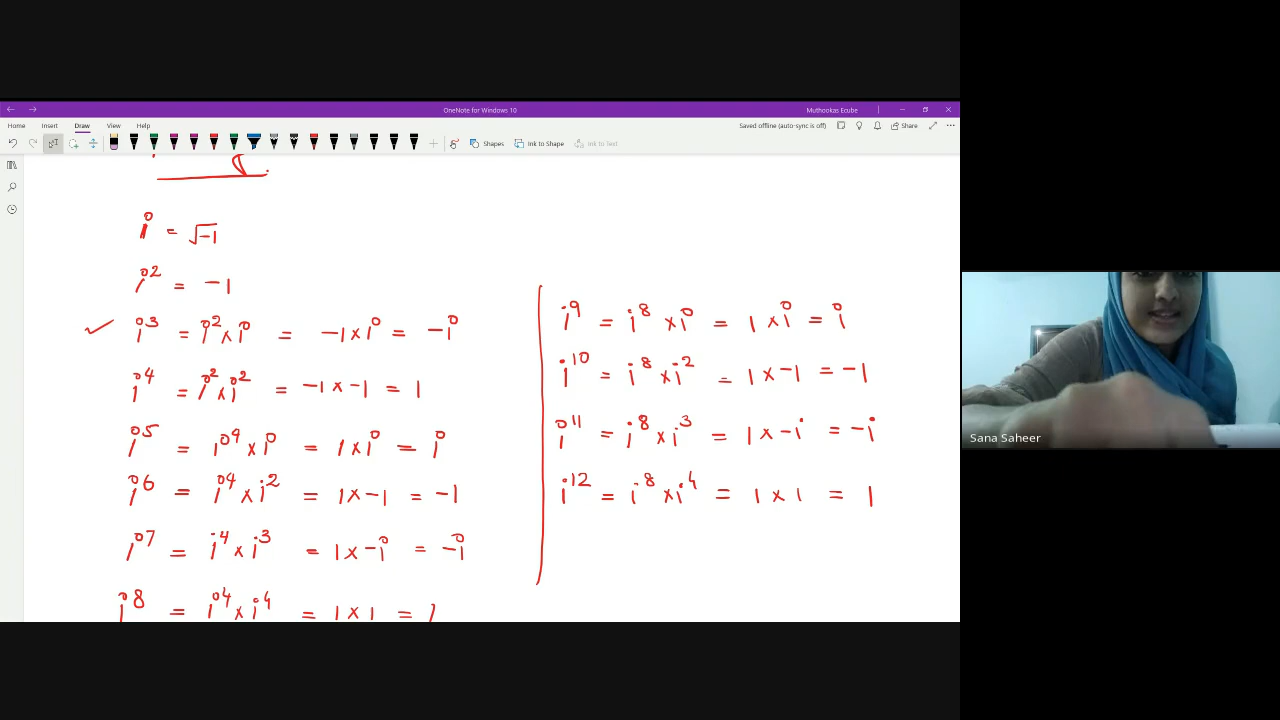 OneNote for Windows 10
Muthookas Ecube
Home Insert Draw View Help
Saved offline (auto-sync is off)
Share
Shapes
Ink to Shape
Ink to Text
i = √-1
i² = -1
✓ i³ = i² × i = -1 × i = -i
i⁴ = i² × i² = -1 × -1 = 1
i⁵ = i⁴ × i = 1 × i = i
i⁶ = i⁴ × i² = 1 × -1 = -1
i⁷ = i⁴ × i³ = 1 × -i = -i
i⁸ = i⁴ × i⁴ = 1 × 1 = 1
i⁹ = i⁸ × i = 1 × i = i
i¹⁰ = i⁸ × i² = 1 × -1 = -1
i¹¹ = i⁸ × i³ = 1 × -i = -i
i¹² = i⁸ × i⁴ = 1 × 1 = 1
Sana Saheer